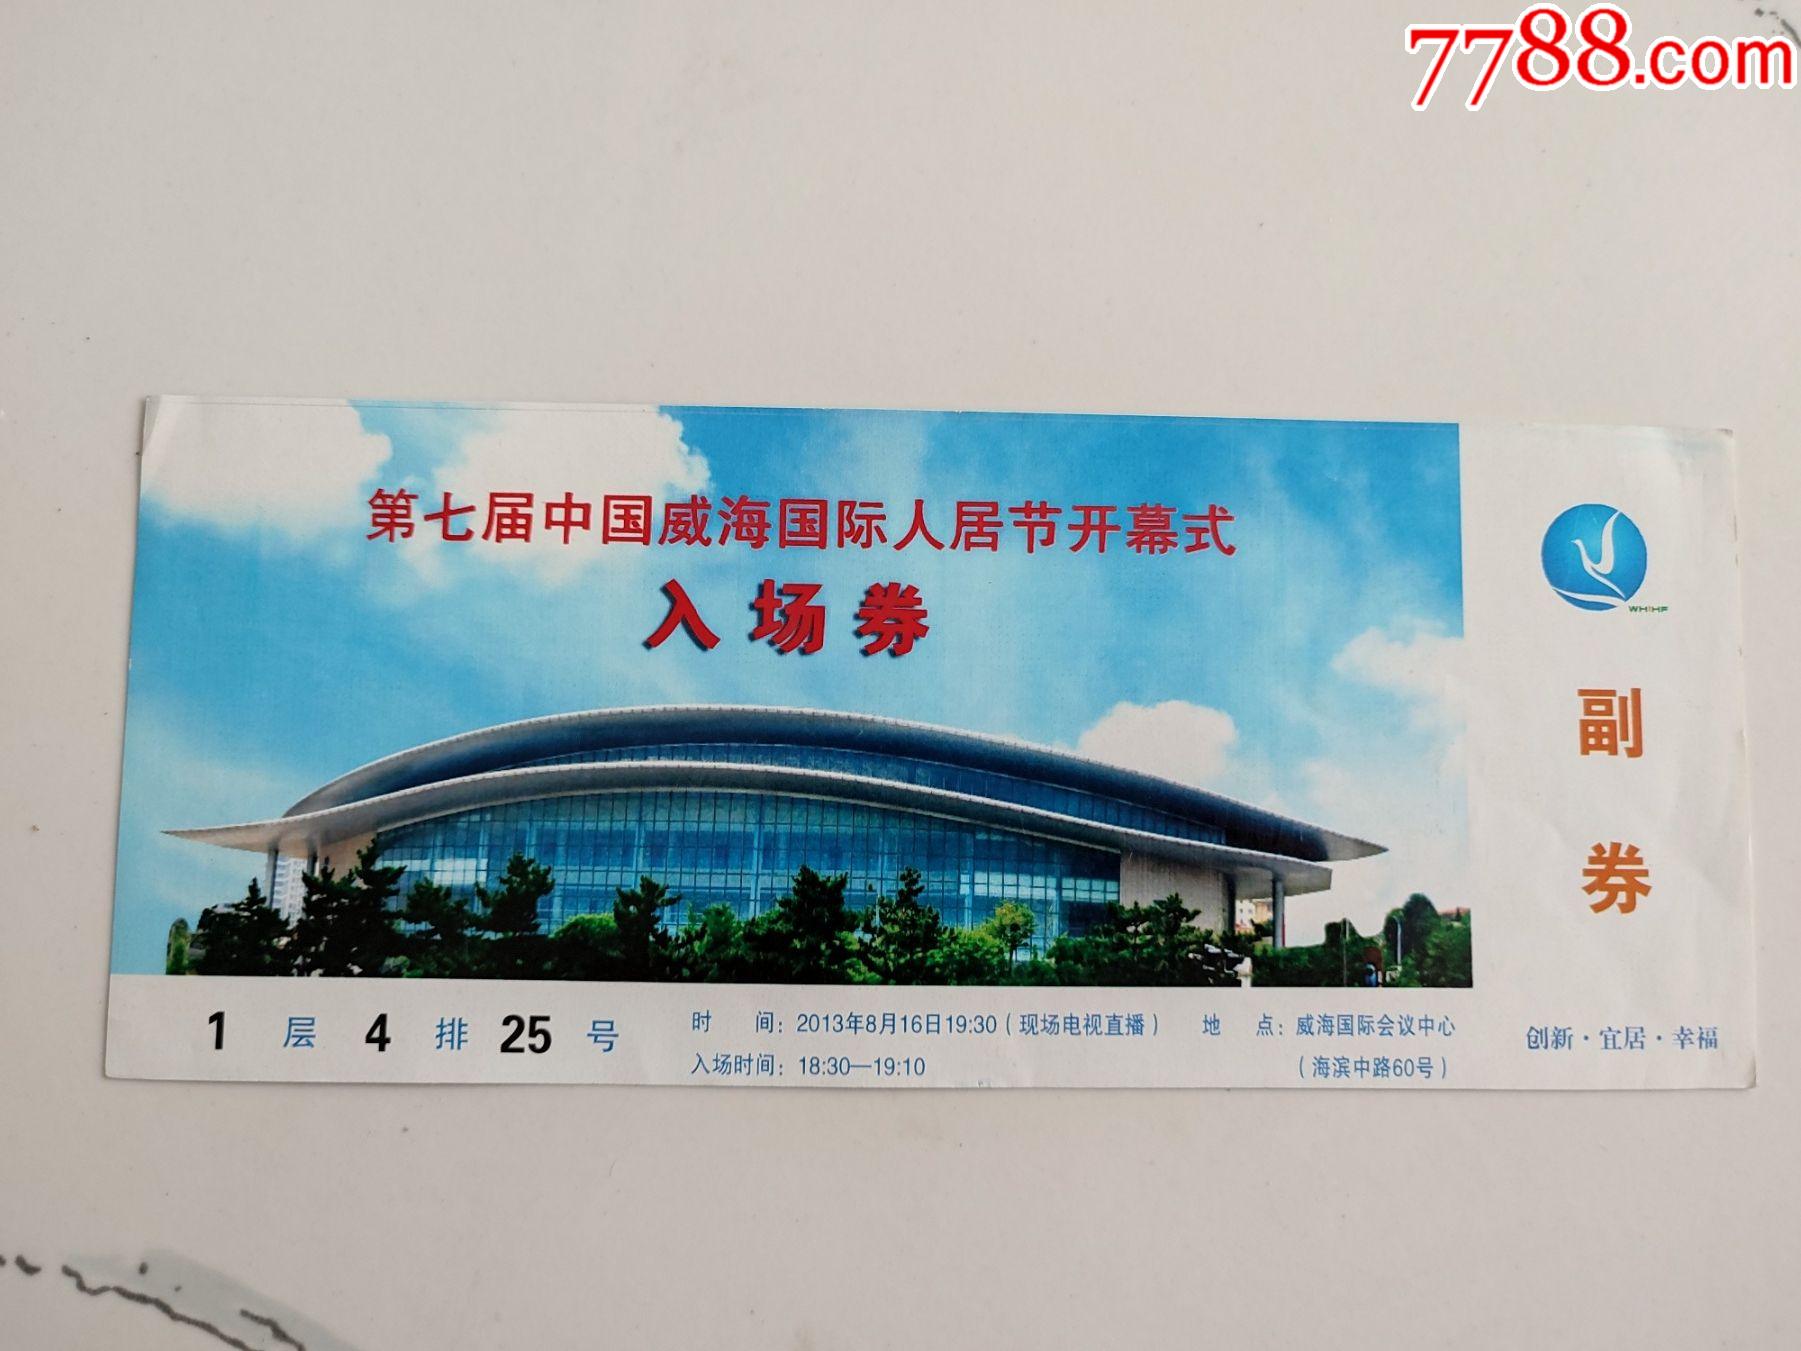 7788.com
第七届中国威海国际人居节开幕式
入场券
WHIHF
副
券
1 层 4 排 25 号
时 间：2013年8月16日19:30（现场电视直播） 地 点：威海国际会议中心
入场时间：18:30—19:10 （海滨中路60号）
创新·宜居·幸福